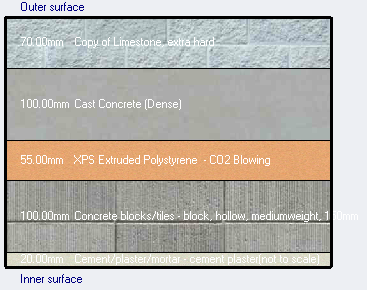 Outer surface
70.00mm Copy of Limestone, extra hard
100.00mm Cast Concrete (Dense)
55.00mm XPS Extruded Polystyrene - CO2 Blowing
100.00mm Concrete blocks/tiles - block, hollow, mediumweight,
20.00mm Cement/plaster/mortar - cement plaster(not to scale)
Inner surface